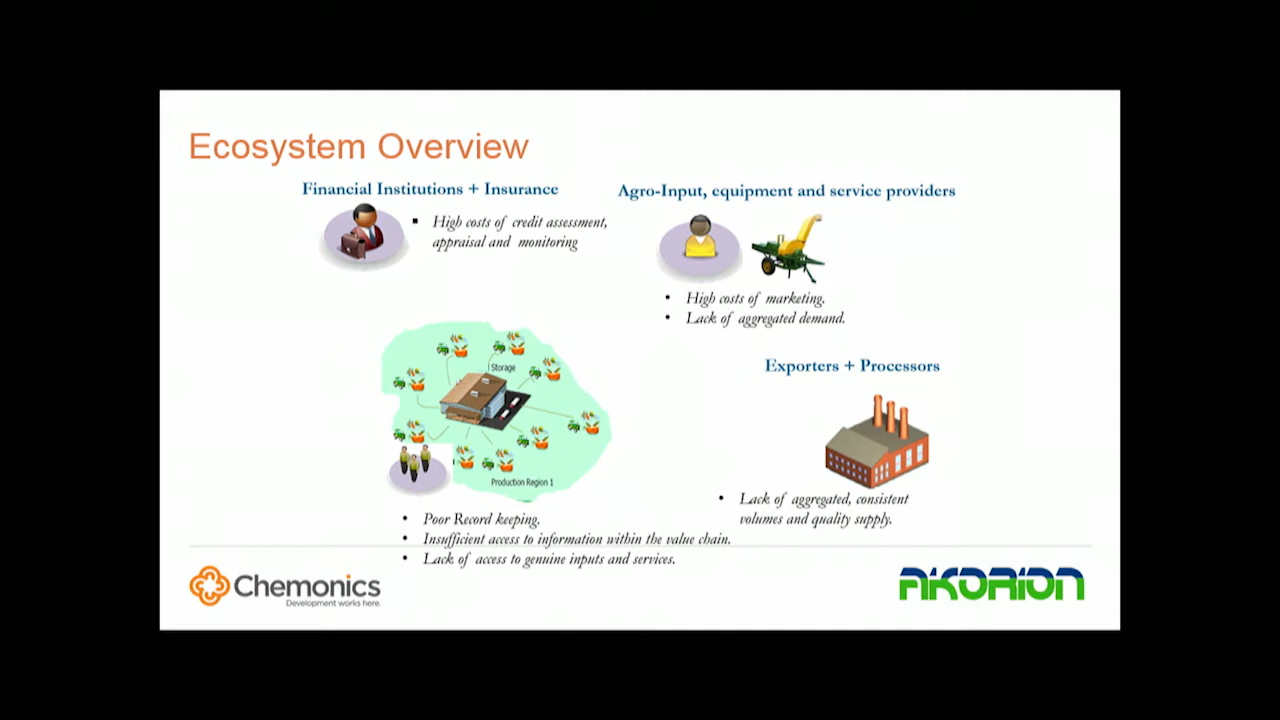 Ecosystem Overview
Financial Institutions + Insurance
▪ High costs of credit assessment,
appraisal and monitoring
Agro-Input, equipment and service providers
• High costs of marketing.
• Lack of aggregated demand.
Storage
Production Region 1
• Poor Record keeping.
• Insufficient access to information within the value chain.
• Lack of access to genuine inputs and services.
Exporters + Processors
• Lack of aggregated, consistent
volumes and quality supply.
Chemonics
Development works here.
AKORION